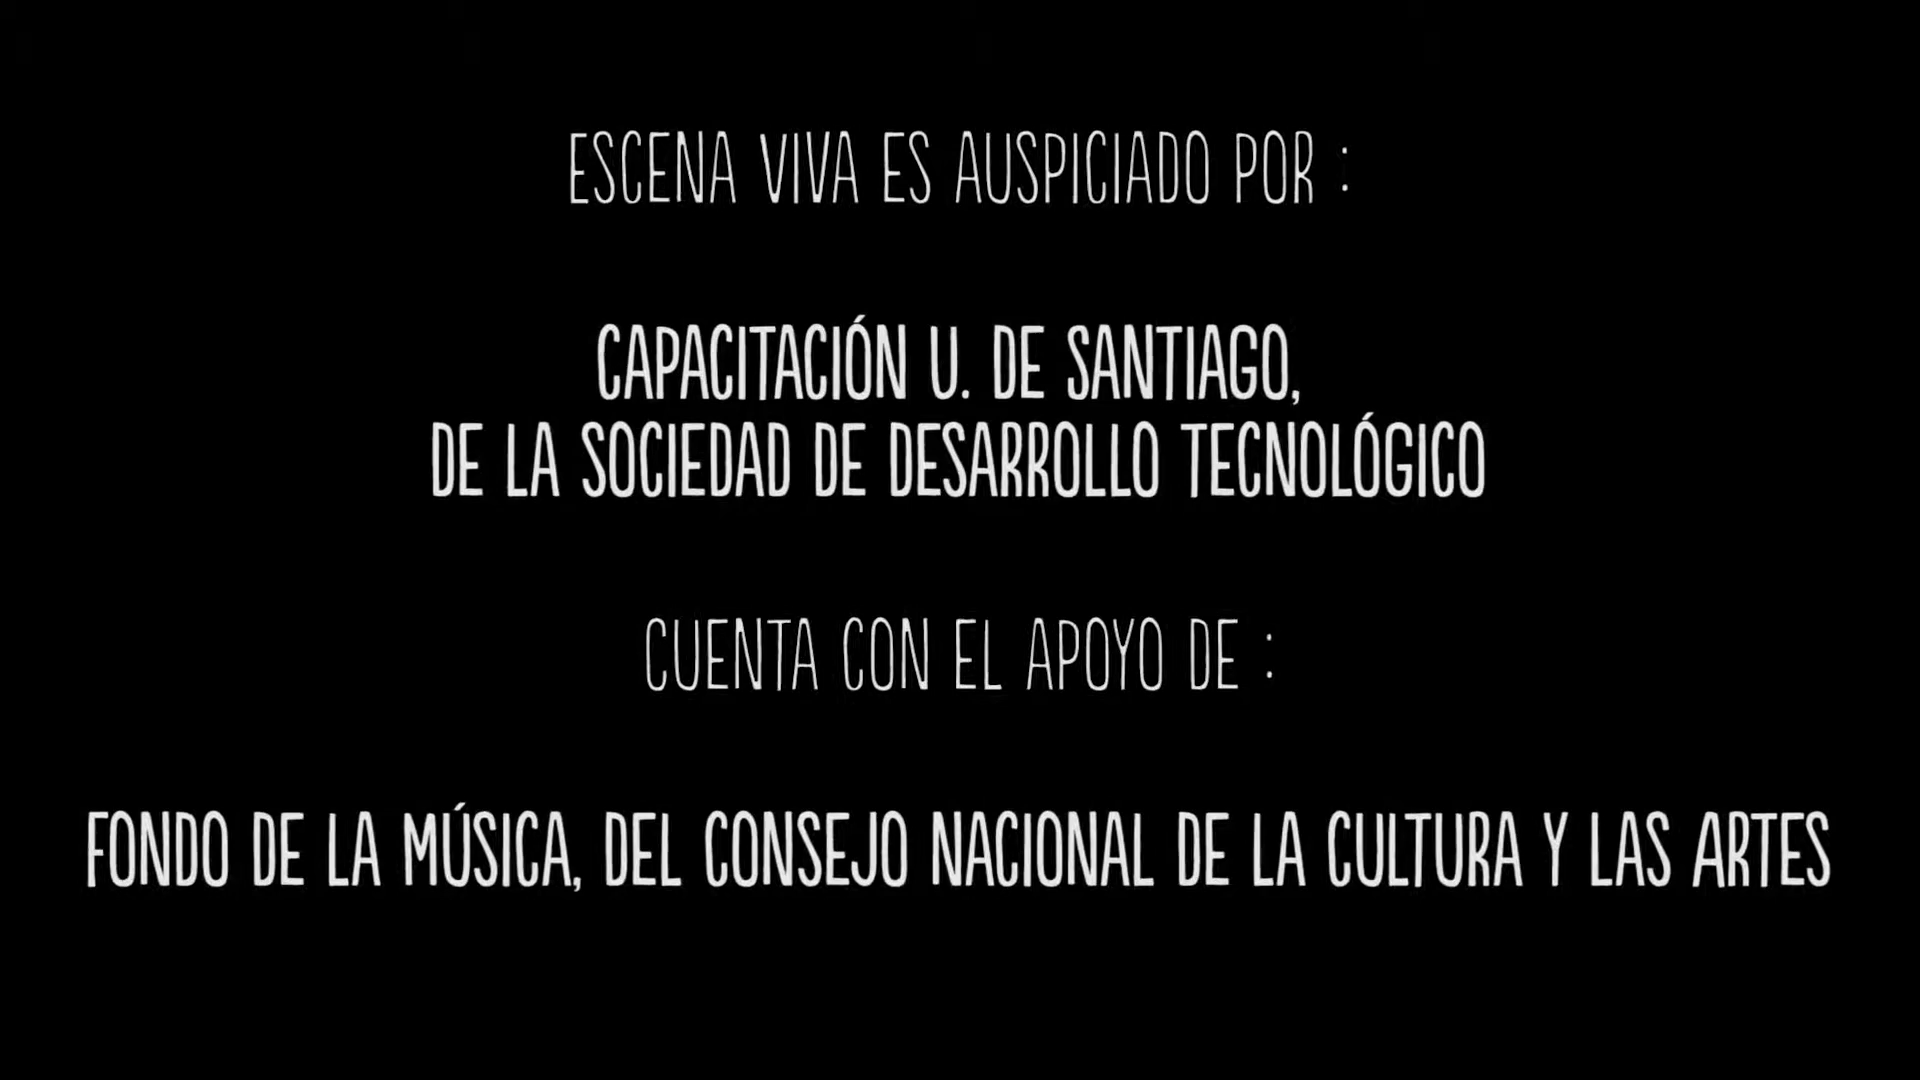 ESCENA VIVA ES AUSPICIADO POR :
CAPACITACIÓN U. DE SANTIAGO,
DE LA SOCIEDAD DE DESARROLLO TECNOLÓGICO
CUENTA CON EL APOYO DE :
FONDO DE LA MÚSICA, DEL CONSEJO NACIONAL DE LA CULTURA Y LAS ARTES